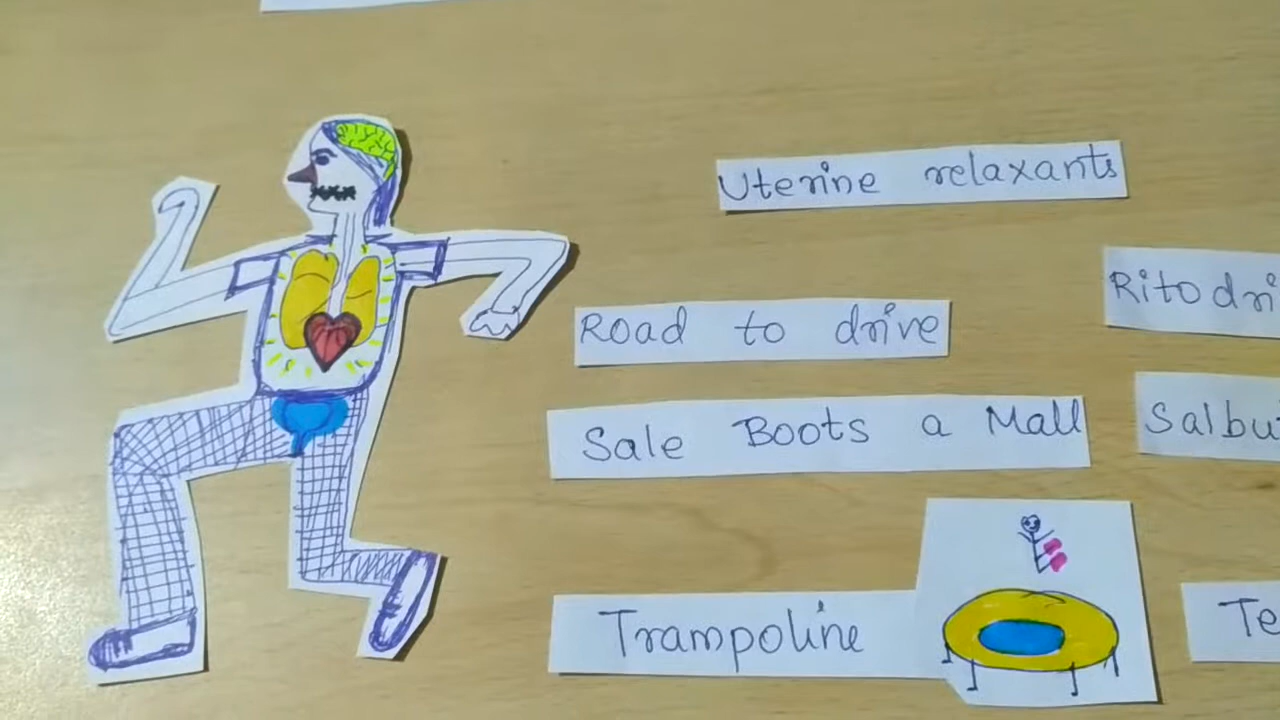 Uterine relaxants
Road to drive
Ritodri
Sale Boots a Mall
Salbu
Trampoline
Te